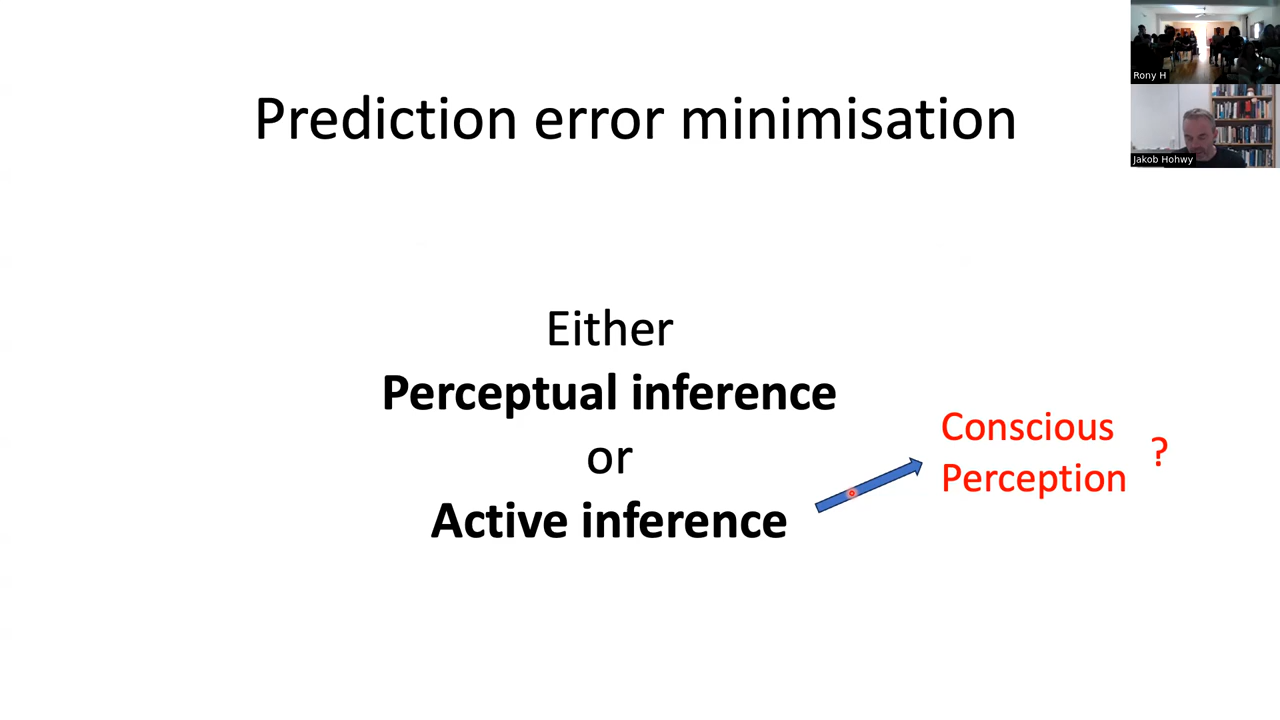 Prediction error minimisation
Rony H
Jakob Hohwy
Either
Perceptual inference
or
Active inference
Conscious
Perception
?